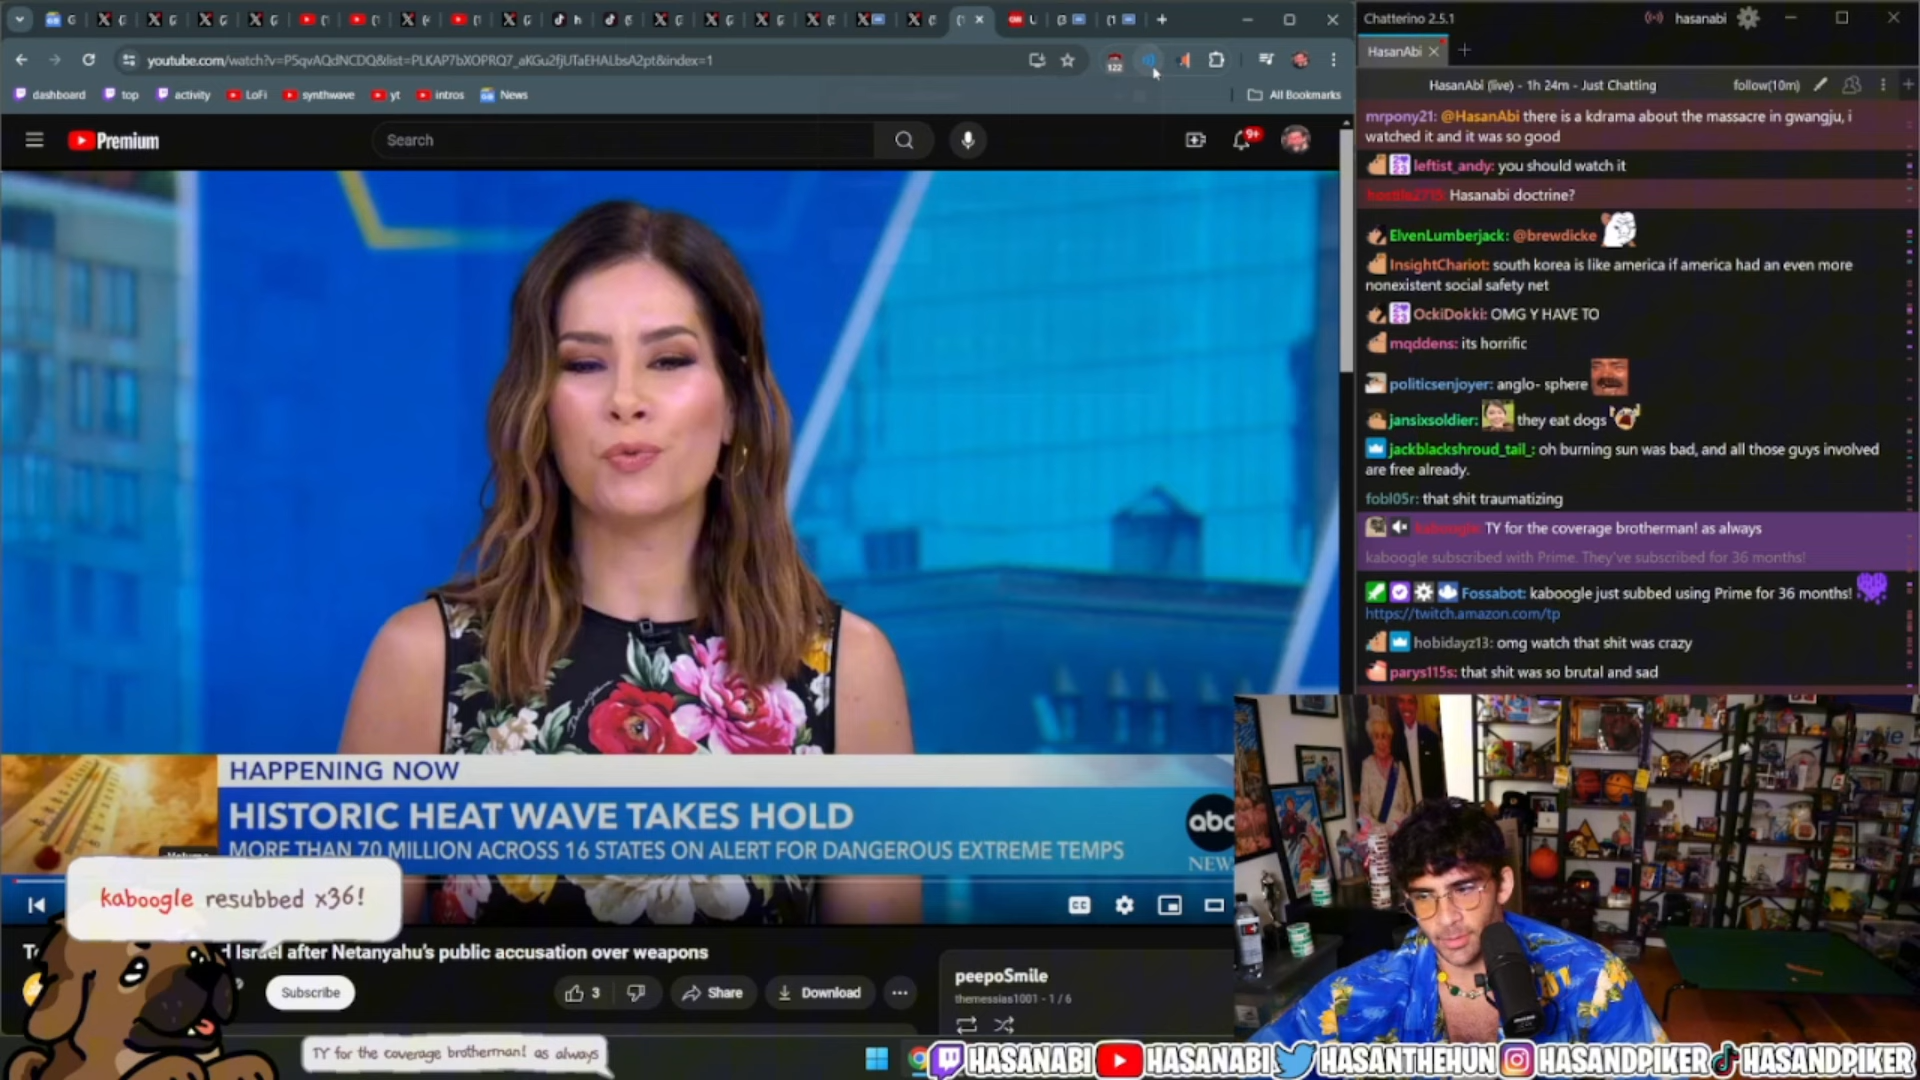 youtube.com/watch?v=P5qvAQdNCDQ&list=PLKAP7bXOPRQ7_aKGu2fjUTaEHALbsA2pt&index=1
122
dashboard
top
activity
LoFi
synthwave
yt
intros
News
All Bookmarks
Premium
Search
9+
HAPPENING NOW
HISTORIC HEAT WAVE TAKES HOLD
MORE THAN 70 MILLION ACROSS 16 STATES ON ALERT FOR DANGEROUS EXTREME TEMPS
abc
NEWS
kaboogle resubbed x36!
d Israel after Netanyahu's public accusation over weapons
Subscribe
3
Share
Download
peepoSmile
themessias1001 - 1 / 6
TY for the coverage brotherman! as always
HASANABI
HASANABI
HASANTHEHUN
HASANDPIKER
HASANDPIKER
Chatterino 2.5.1
hasanabi
HasanAbi
HasanAbi (live) - 1h 24m - Just Chatting
follow(10m)
mrpony21: @HasanAbi there is a kdrama about the massacre in gwangju, i
watched it and it was so good
leftist_andy: you should watch it
Hasanabi doctrine?
ElvenLumberjack: @brewdicke
InsightChariot: south korea is like america if america had an even more
nonexistent social safety net
OckiDokki: OMG Y HAVE TO
mqddens: its horrific
politicsenjoyer: anglo- sphere
jansixsoldier: they eat dogs
jackblackshroud_tail_: oh burning sun was bad, and all those guys involved
are free already.
fobl05r: that shit traumatizing
kaboogle: TY for the coverage brotherman! as always
kaboogle subscribed with Prime. They've subscribed for 36 months!
Fossabot: kaboogle just subbed using Prime for 36 months!
https://twitch.amazon.com/tp
hobidayz13: omg watch that shit was crazy
parys115s: that shit was so brutal and sad